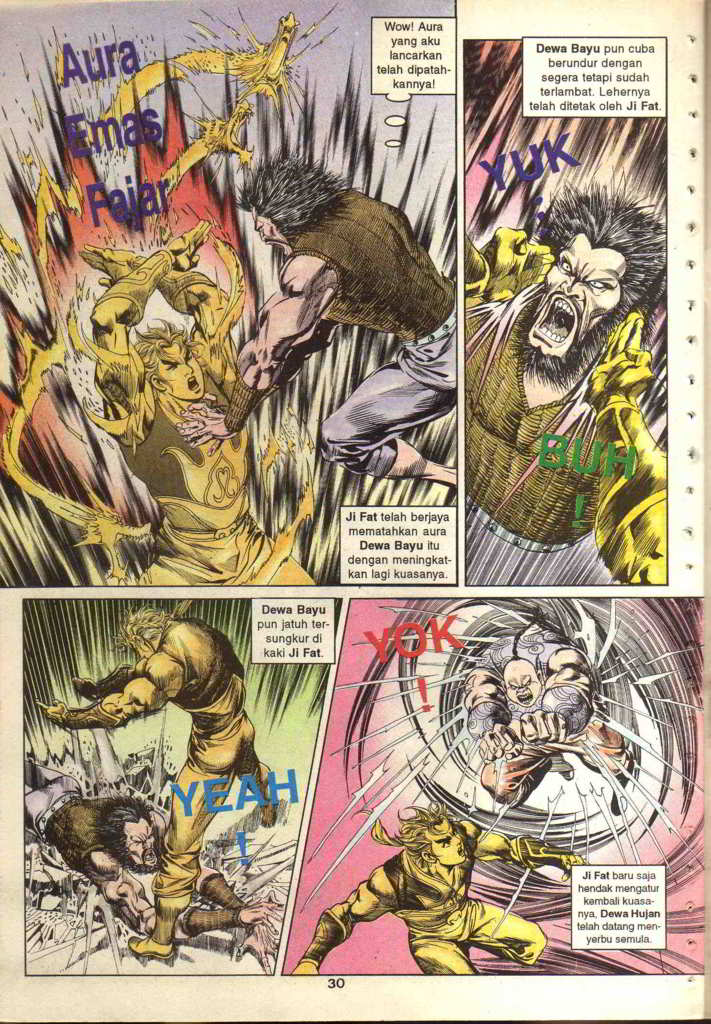 Aura
Emas
Fajar
Wow! Aura
yang aku
lancarkan
telah dipatah-
kannya!
Ji Fat telah berjaya
mematahkan aura
Dewa Bayu itu
dengan meningkat-
kan lagi kuasanya.
Dewa Bayu pun cuba
berundur dengan
segera tetapi sudah
terlambat. Lehernya
telah ditetak oleh Ji Fat.
YUK
!
BUH
!
Dewa Bayu
pun jatuh ter-
sungkur di
kaki Ji Fat.
YEAH
!
YOK
!
Ji Fat baru saja
hendak mengatur
kembali kuasa-
nya, Dewa Hujan
telah datang men-
yerbu semula.
30